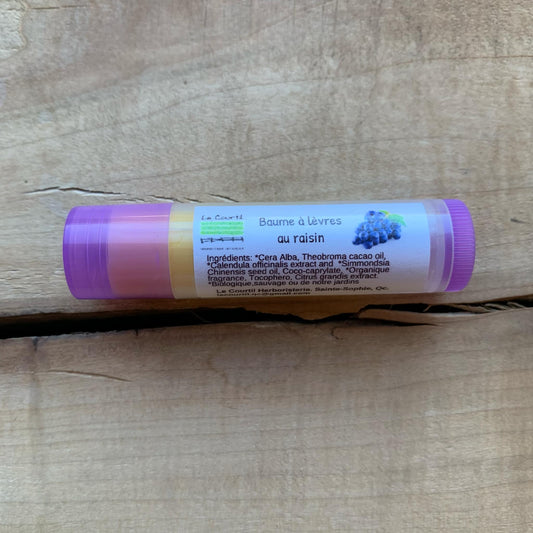 Le Courtil
Baume à lèvres
au raisin
Ingrédients: *Cera Alba, Theobroma cacao oil,
*Calendula officinalis extract and *Simmondsia
Chinensis seed oil, Coco-caprylate, *Organique
fragrance, Tocophero, Citrus grandis extract.
*Biologique,sauvage ou de notre jardins
Le Courtil Herboristerie, Sainte-Sophie, Qc.